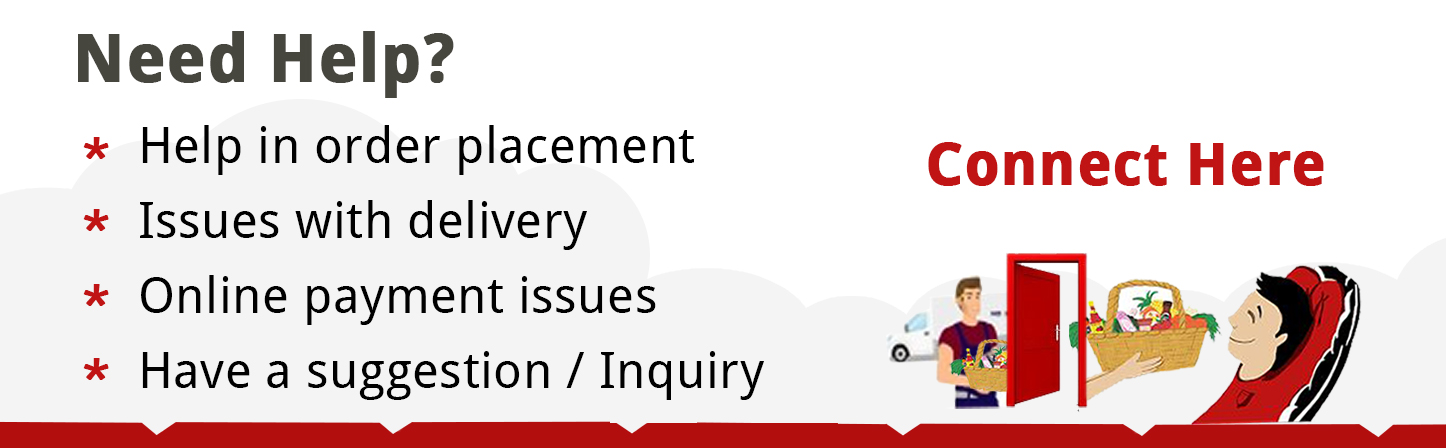 Need Help?
* Help in order placement
* Issues with delivery
* Online payment issues
* Have a suggestion / Inquiry
Connect Here